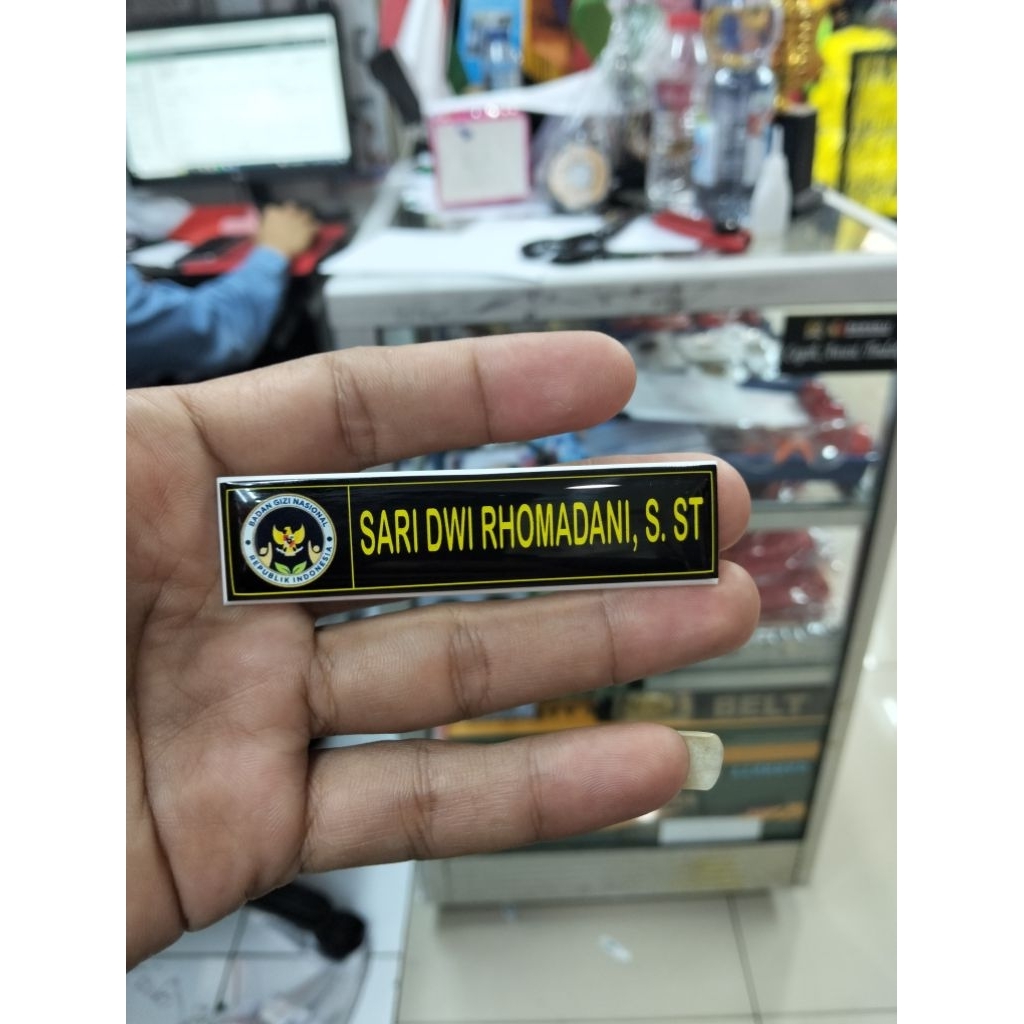 BADAN GIZI NASIONAL
REPUBLIK INDONESIA
SARI DWI RHOMADANI, S. ST
BELT